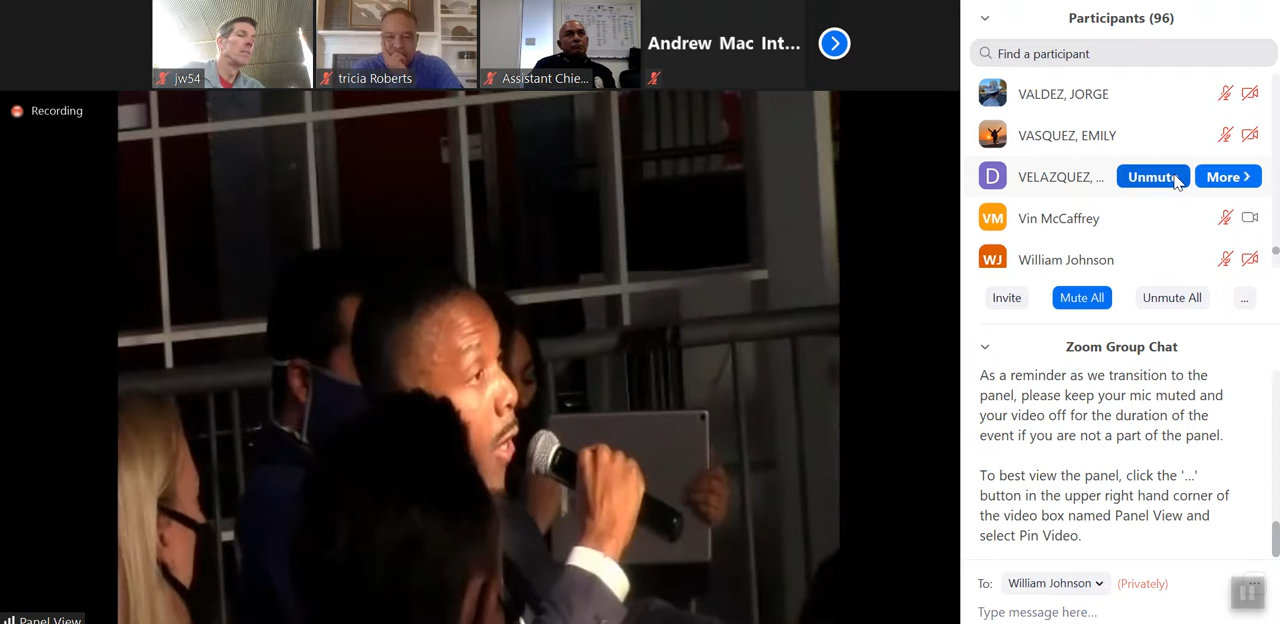 jw54
tricia Roberts
Assistant Chie...
Andrew Mac Int...
Recording
Panel View
Participants (96)
Find a participant
VALDEZ, JORGE
VASQUEZ, EMILY
D
VELAZQUEZ, ...
Unmute
More >
VM
Vin McCaffrey
WJ
William Johnson
Invite
Mute All
Unmute All
...
Zoom Group Chat
As a reminder as we transition to the
panel, please keep your mic muted and
your video off for the duration of the
event if you are not a part of the panel.
To best view the panel, click the '...'
button in the upper right hand corner of
the video box named Panel View and
select Pin Video.
To: William Johnson (Privately)
Type message here...